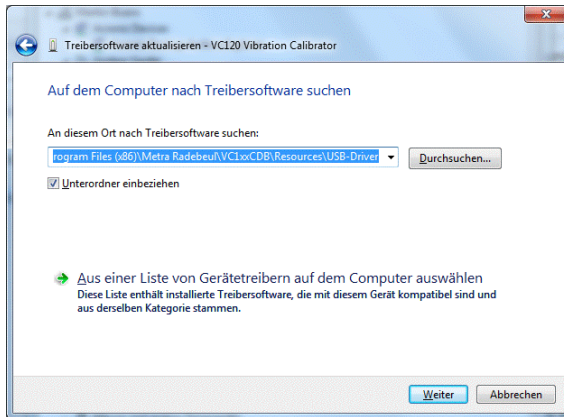 Treibersoftware aktualisieren - VC120 Vibration Calibrator
Auf dem Computer nach Treibersoftware suchen
An diesem Ort nach Treibersoftware suchen:
rogram Files (x86)\Metra Radebeul\VC1xxCDB\Resources\USB-Driver
Durchsuchen...
Unterordner einbeziehen
Aus einer Liste von Gerätetreibern auf dem Computer auswählen
Diese Liste enthält installierte Treibersoftware, die mit diesem Gerät kompatibel sind und
aus derselben Kategorie stammen.
Weiter
Abbrechen